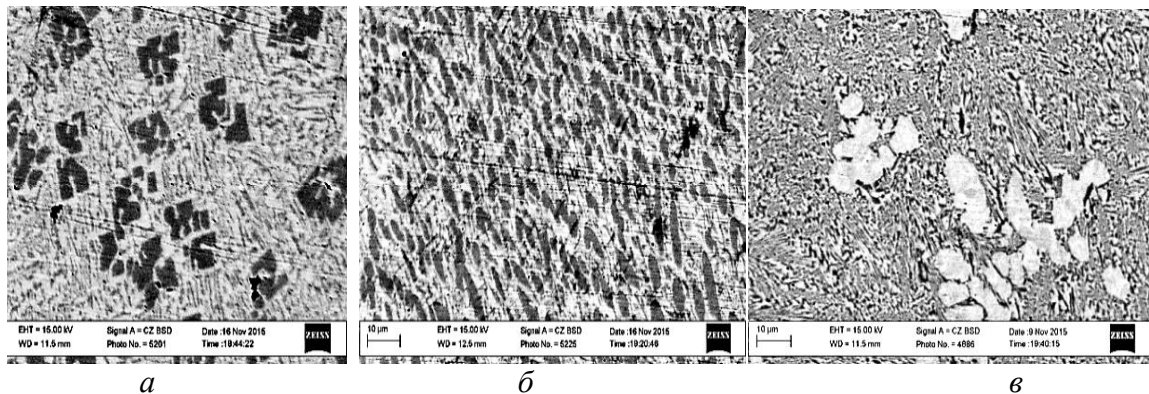 EHT = 15.00 kV Signal A = CZ BSD Date :16 Nov 2015
WD = 11.5 mm Photo No. = 5201 Time :19:44:22
ZEISS
10 µm EHT = 15.00 kV Signal A = CZ BSD Date :16 Nov 2015
WD = 12.5 mm Photo No. = 5225 Time :19:20:46
ZEISS
10 µm EHT = 15.00 kV Signal A = CZ BSD Date :9 Nov 2015
WD = 11.5 mm Photo No. = 4886 Time :19:40:15
ZEISS
а б в